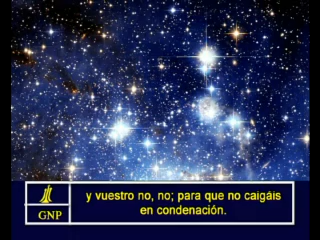 y vuestro no, no; para que no caigáis
en condenación.
GNP